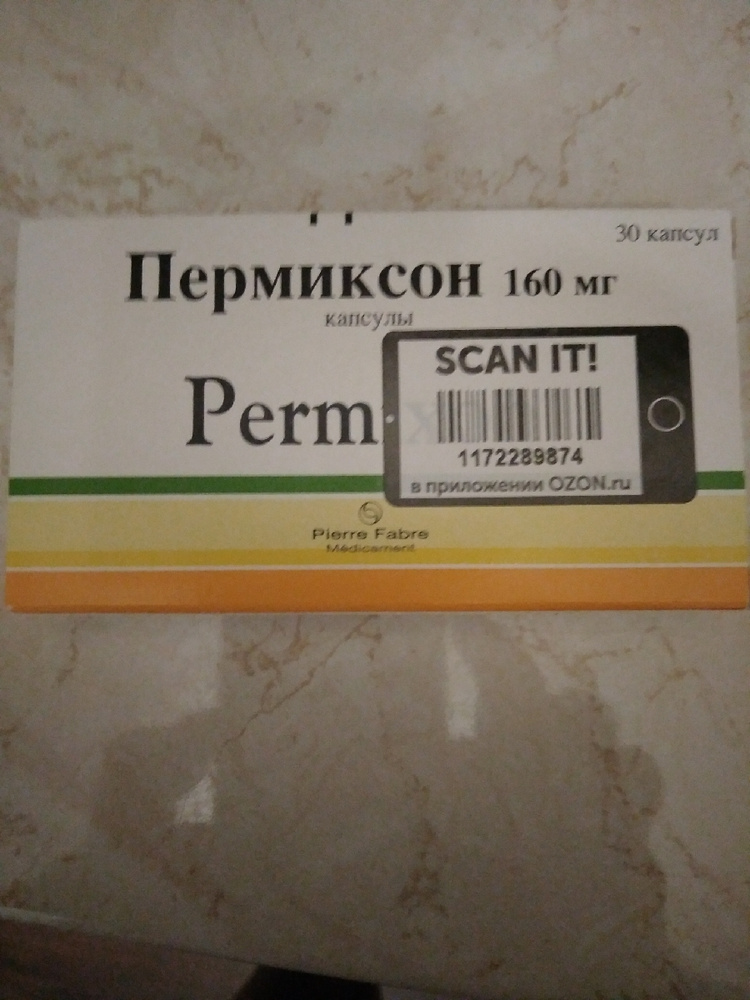 30 капсул
Пермиксон 160 мг
капсулы
Perm
SCAN IT!
1172289874
в приложении OZON.ru
Pierre Fabre
Médicament